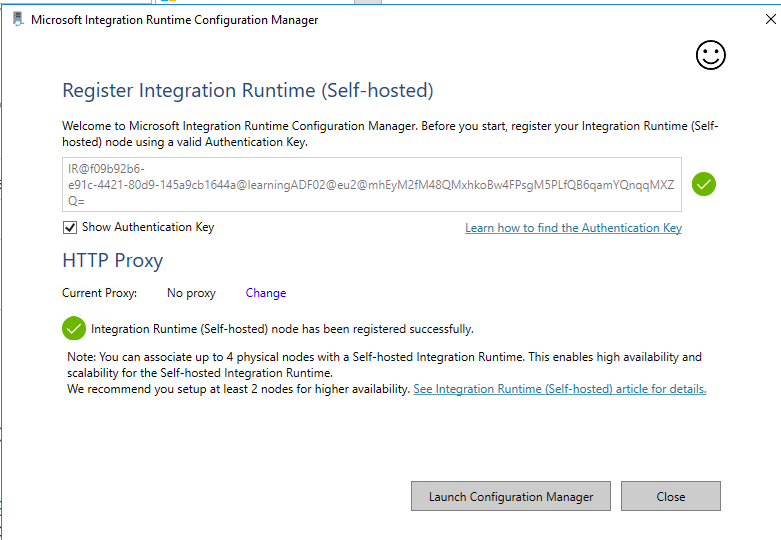 Microsoft Integration Runtime Configuration Manager
Register Integration Runtime (Self-hosted)
Welcome to Microsoft Integration Runtime Configuration Manager. Before you start, register your Integration Runtime (Self-
hosted) node using a valid Authentication Key.
IR@f09b92b6-
e91c-4421-80d9-145a9cb1644a@learningADF02@eu2@mhEyM2fM48QMxhkoBw4FPsgM5PLfQB6qamYQnqqMXZ
Q=
Show Authentication Key
Learn how to find the Authentication Key
HTTP Proxy
Current Proxy: No proxy Change
Integration Runtime (Self-hosted) node has been registered successfully.
Note: You can associate up to 4 physical nodes with a Self-hosted Integration Runtime. This enables high availability and
scalability for the Self-hosted Integration Runtime.
We recommend you setup at least 2 nodes for higher availability. See Integration Runtime (Self-hosted) article for details.
Launch Configuration Manager
Close